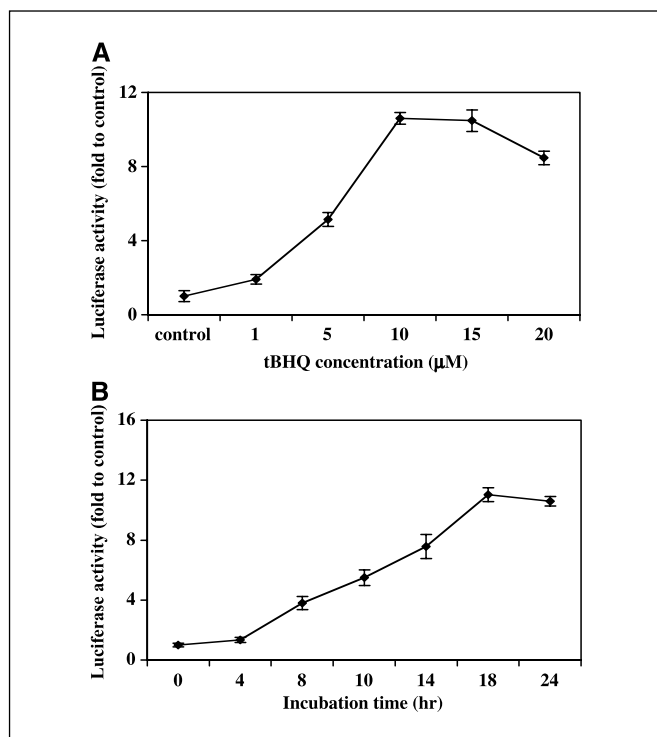 A
Luciferase activity (fold to control)
12
8
4
0
control 1 5 10 15 20
tBHQ concentration (μM)
B
Luciferase activity (fold to control)
16
12
8
4
0
0 4 8 10 14 18 24
Incubation time (hr)